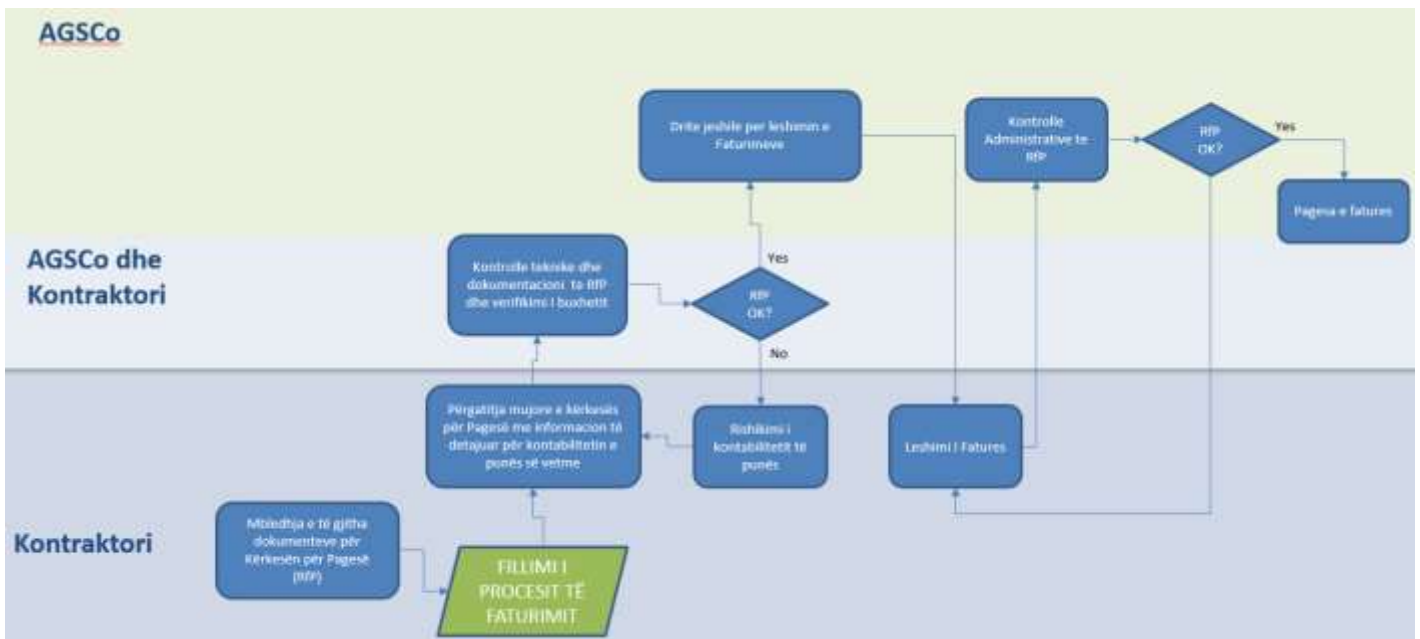 AGSCo
Drite jeshile per leshimin e
Faturimeve
Kontrolle
Administrative te
RfP
RfP
OK?
Yes
Pagesa e fatures
AGSCo dhe
Kontraktori
Kontrolle teknike dhe
dokumentacioni te RfP
dhe verifikimi I buxhetit
Yes
RfP
OK?
No
Përgatitja mujore e kërkesës
për Pagesë me informacion të
detajuar për kontabilitetin e
punës së vetme
Rishikimi i
kontabilitetit të
punës
Leshimi I Fatures
Kontraktori
Mbledhja e të gjitha
dokumenteve për
Kërkesën për Pagesë
(RfP)
FILLIMI I
PROCESIT TË
FATURIMIT